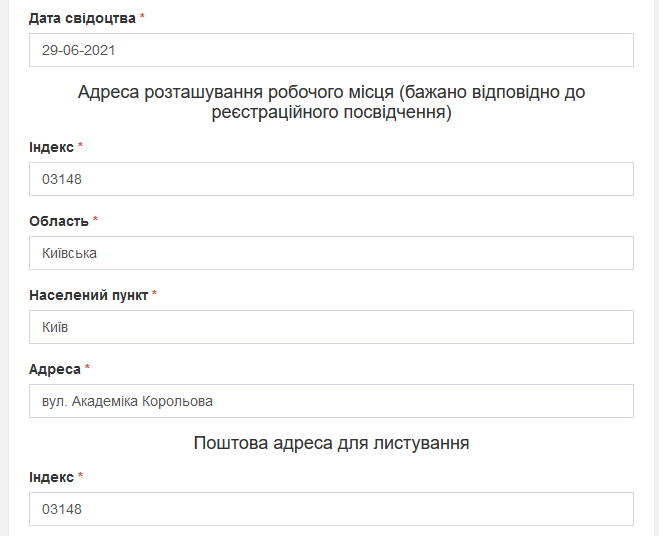 Дата свідоцтва *
29-06-2021
Адреса розташування робочого місця (бажано відповідно до
реєстраційного посвідчення)
Індекс *
03148
Область *
Київська
Населений пункт *
Київ
Адреса *
вул. Академіка Корольова
Поштова адреса для листування
Індекс *
03148